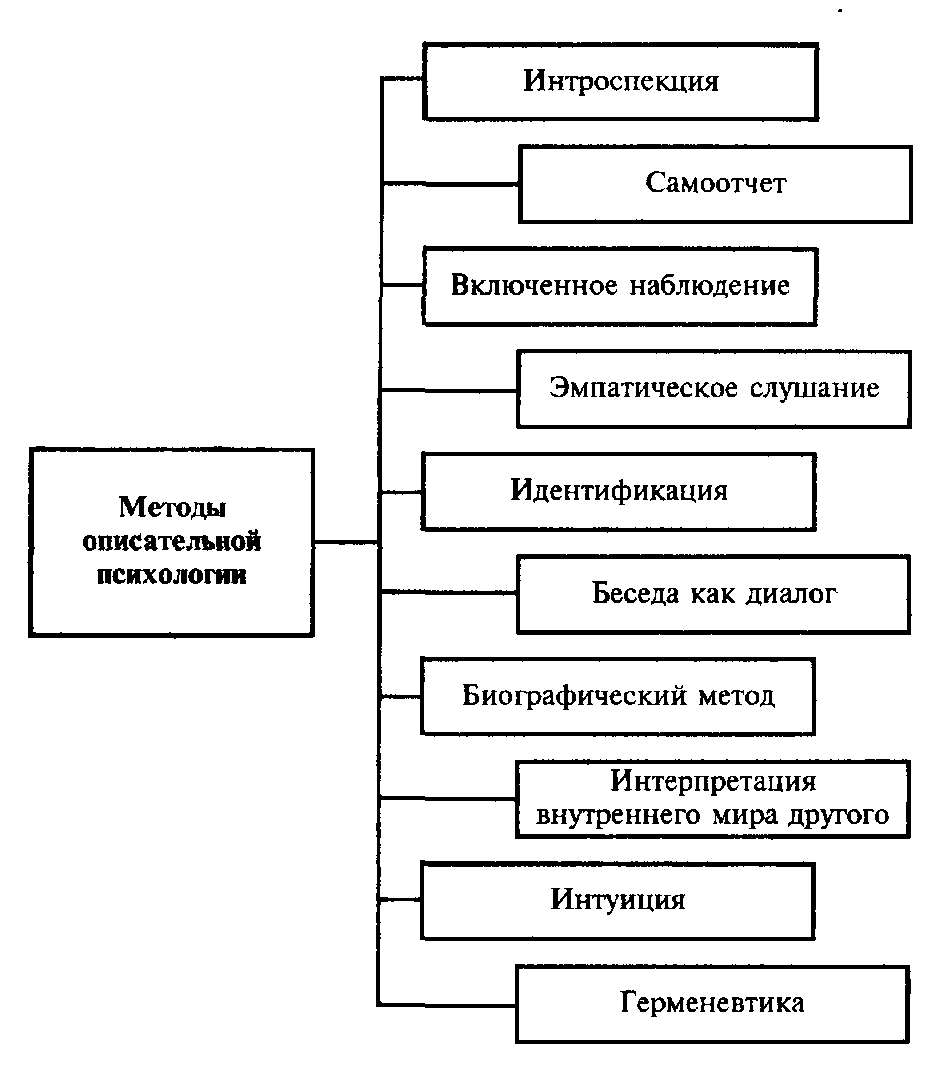 Интроспекция
Самоотчет
Включенное наблюдение
Эмпатическое слушание
Методы
описательной
психологии
Идентификация
Беседа как диалог
Биографический метод
Интерпретация
внутреннего мира другого
Интуиция
Герменевтика